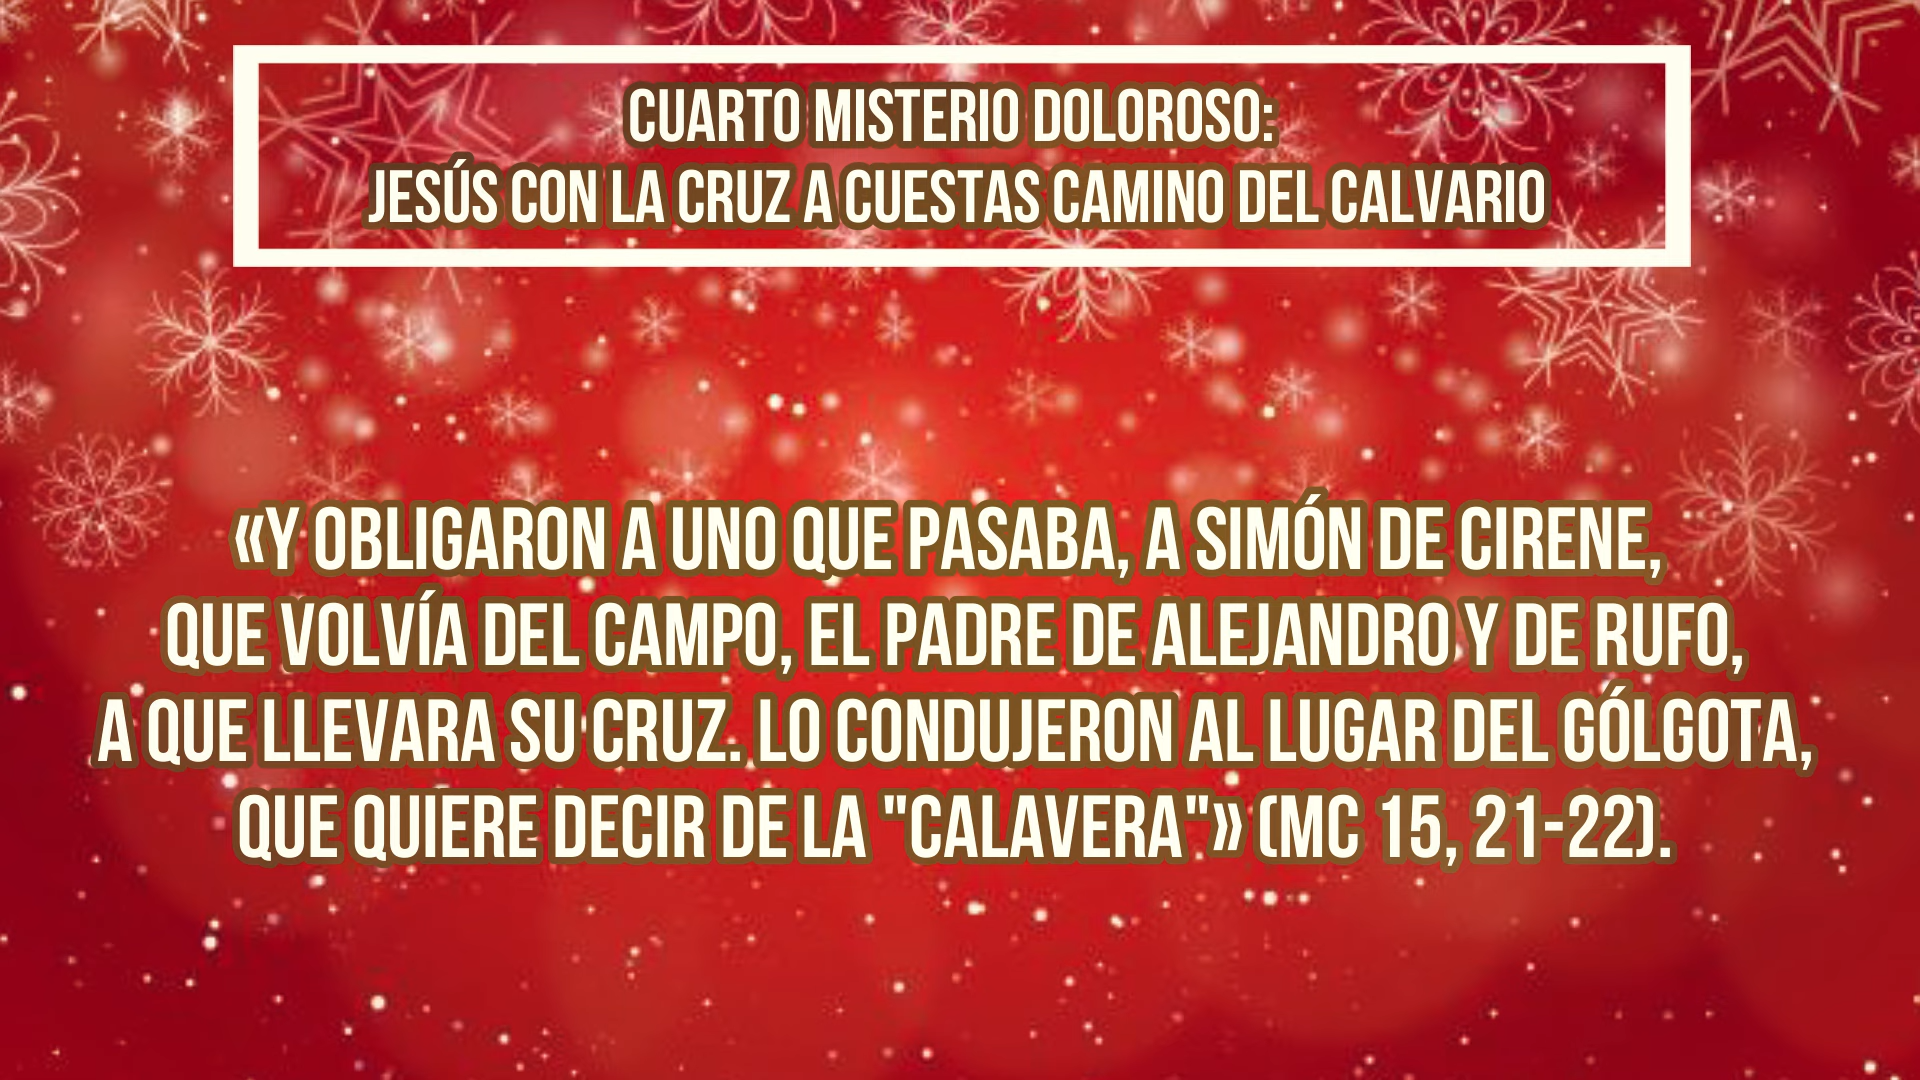 CUARTO MISTERIO DOLOROSO:
JESÚS CON LA CRUZ A CUESTAS CAMINO DEL CALVARIO
«Y OBLIGARON A UNO QUE PASABA, A SIMÓN DE CIRENE,
QUE VOLVÍA DEL CAMPO, EL PADRE DE ALEJANDRO Y DE RUFO,
A QUE LLEVARA SU CRUZ. LO CONDUJERON AL LUGAR DEL GÓLGOTA,
QUE QUIERE DECIR DE LA "CALAVERA"» (MC 15, 21-22).